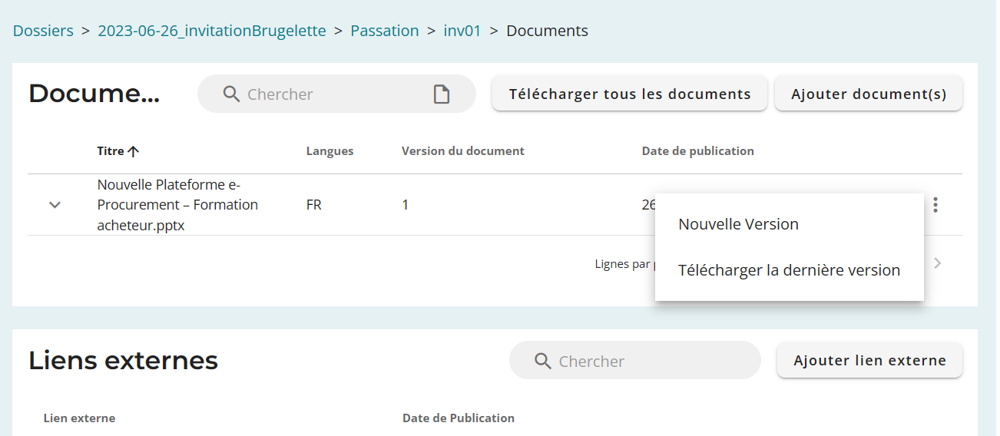 Dossiers > 2023-06-26_invitationBrugelette > Passation > inv01 > Documents
Docume...
Chercher
Télécharger tous les documents
Ajouter document(s)
Titre Langues Version du document Date de publication
Nouvelle Plateforme e-
Procurement – Formation
acheteur.pptx
FR
1
26
Nouvelle Version
Télécharger la dernière version
Lignes par
Liens externes
Chercher
Ajouter lien externe
Lien externe Date de Publication